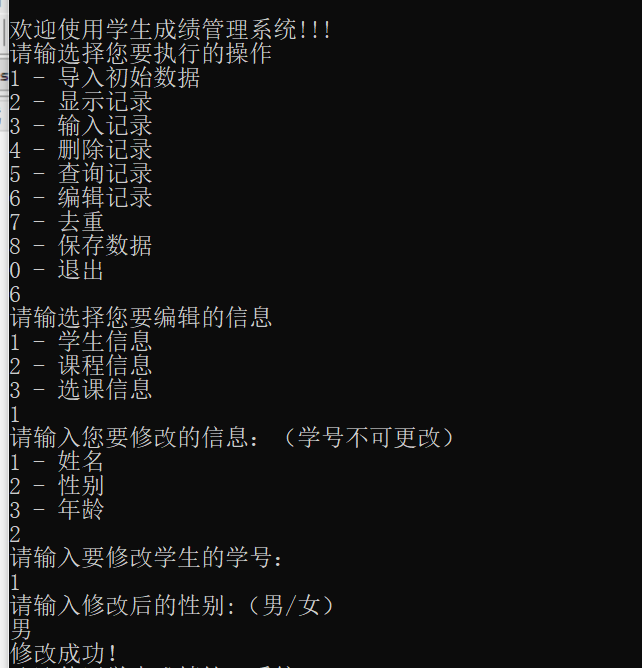 欢迎使用学生成绩管理系统!!!
请输选择您要执行的操作
1 - 导入初始数据
2 - 显示记录
3 - 输入记录
4 - 删除记录
5 - 查询记录
6 - 编辑记录
7 - 去重
8 - 保存数据
0 - 退出
6
请输选择您要编辑的信息
1 - 学生信息
2 - 课程信息
3 - 选课信息
1
请输入您要修改的信息：（学号不可更改）
1 - 姓名
2 - 性别
3 - 年龄
2
请输入要修改学生的学号：
1
请输入修改后的性别:（男/女）
男
修改成功！